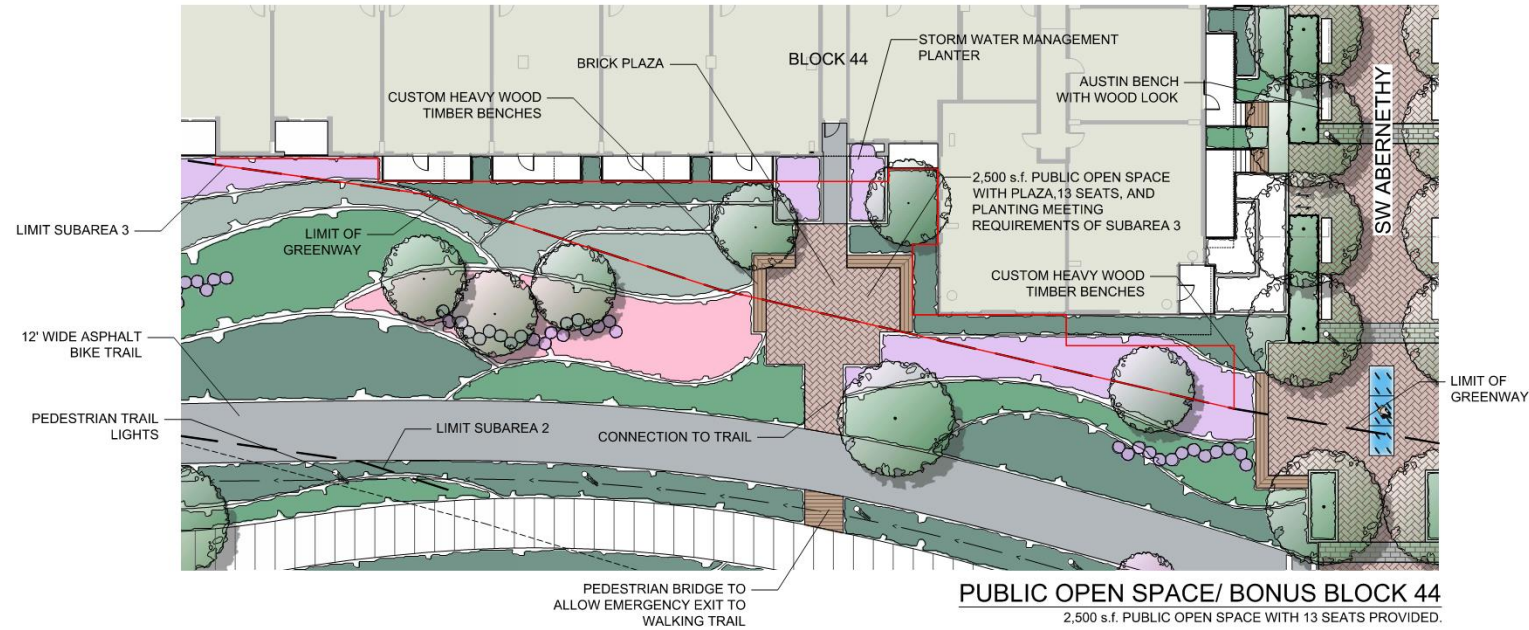 BLOCK 44
STORM WATER MANAGEMENT
PLANTER
BRICK PLAZA
CUSTOM HEAVY WOOD
TIMBER BENCHES
AUSTIN BENCH
WITH WOOD LOOK
SW ABERNETHY
2,500 s.f. PUBLIC OPEN SPACE
WITH PLAZA,13 SEATS, AND
PLANTING MEETING
REQUIREMENTS OF SUBAREA 3
LIMIT SUBAREA 3
LIMIT OF
GREENWAY
CUSTOM HEAVY WOOD
TIMBER BENCHES
12' WIDE ASPHALT
BIKE TRAIL
LIMIT OF
GREENWAY
PEDESTRIAN TRAIL
LIGHTS
LIMIT SUBAREA 2
CONNECTION TO TRAIL
PEDESTRIAN BRIDGE TO
ALLOW EMERGENCY EXIT TO
WALKING TRAIL
PUBLIC OPEN SPACE/ BONUS BLOCK 44
2,500 s.f. PUBLIC OPEN SPACE WITH 13 SEATS PROVIDED.